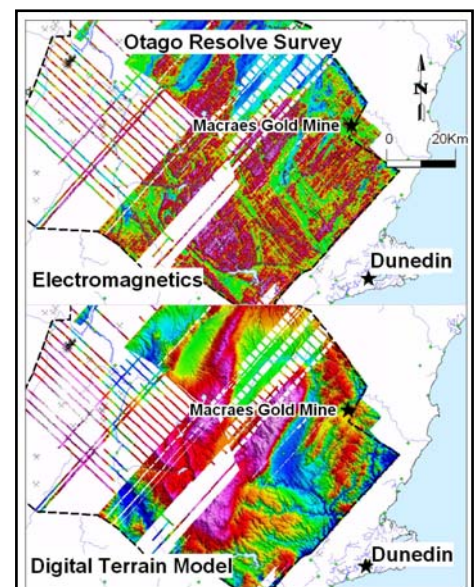 Otago Resolve Survey
N
Macraes Gold Mine
0 20Km
Dunedin
Electromagnetics
Macraes Gold Mine
Dunedin
Digital Terrain Model